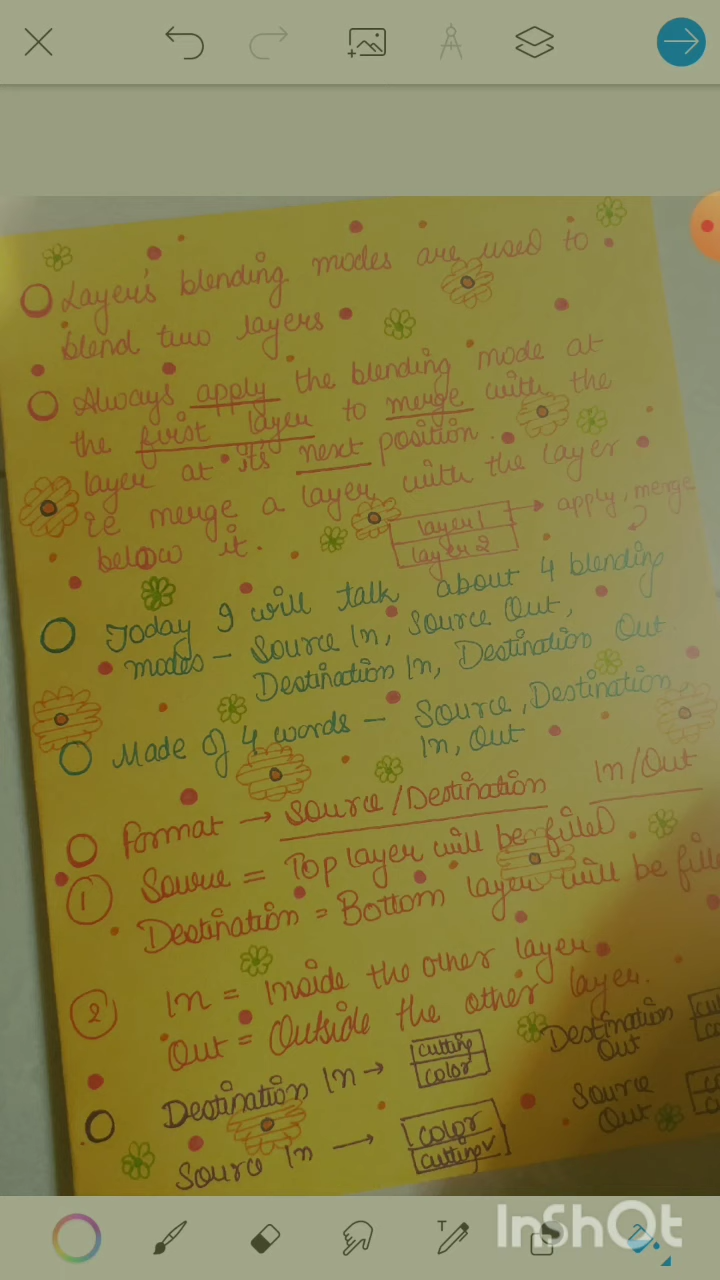 Layer's blending modes are used to
blend two layers
Always apply the blending mode at
the first layer to merge with the
layer at it's next position.
ie merge a layer with the layer
below it.
layer 1
layer 2
apply, merge
Today I will talk about 4 blending
modes - Source In, Source Out,
Destination In, Destination Out.
Made of 4 words - Source, Destination,
In, Out
Format → Source/Destination In/Out
1 Source = Top layer will be filled
Destination = Bottom layer will be
2 In = Inside the other layer
Out = Outside the other layer.
Destination In → cutting
color
Destination
Out
Source In → color
cutting
Source
Out
T
InShOt